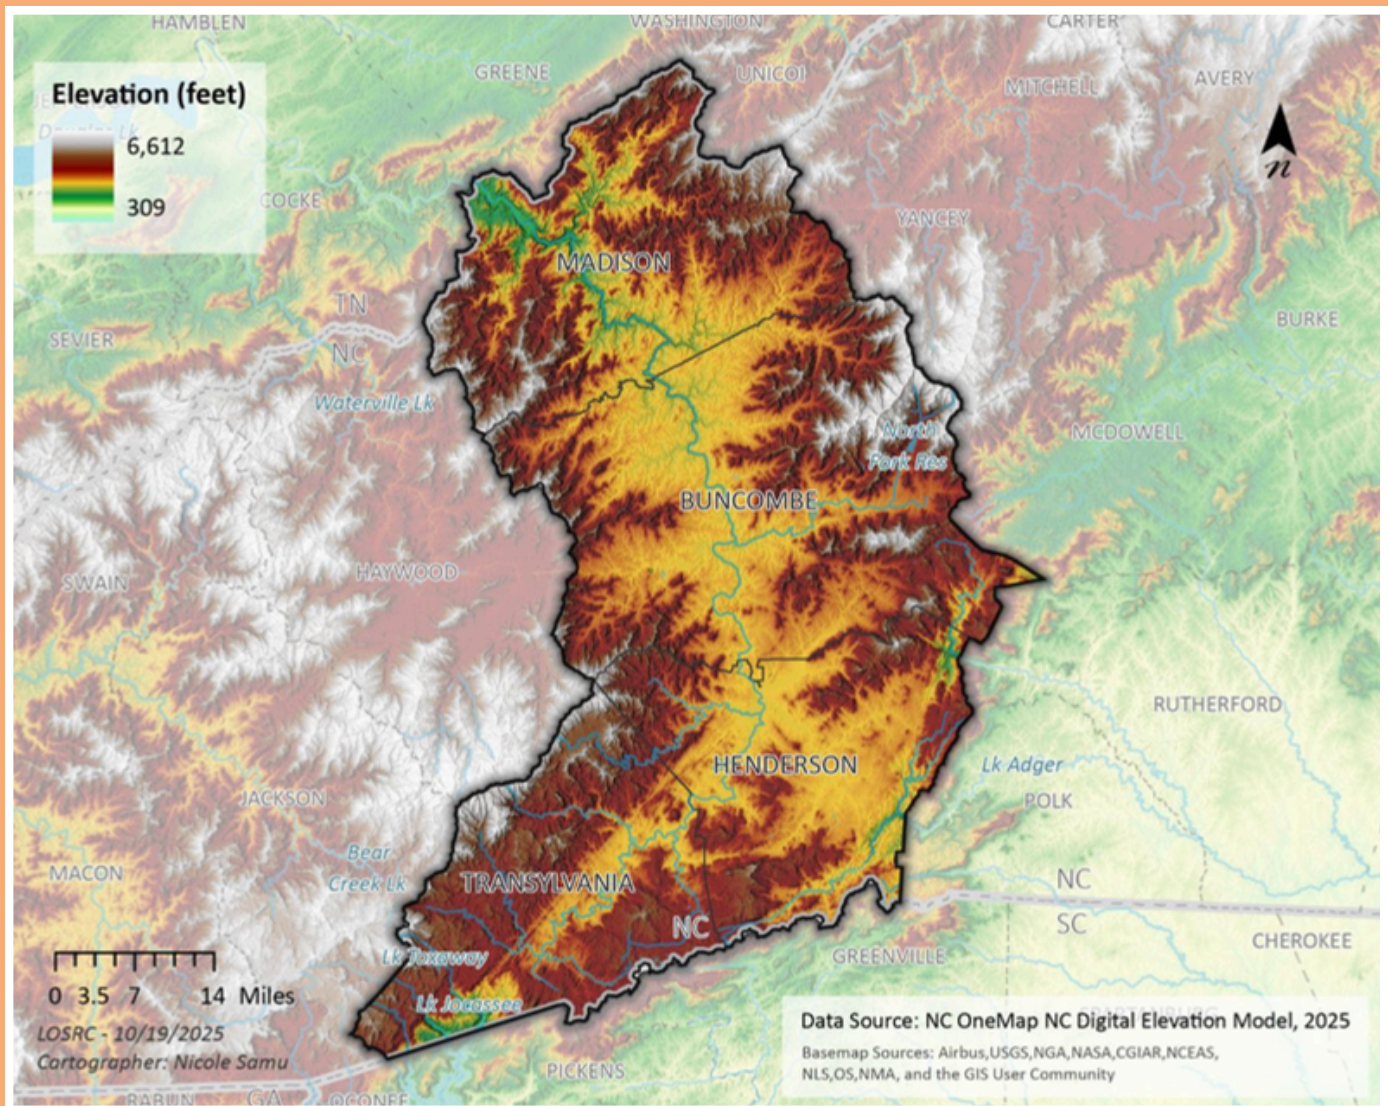 HAMBLEN
WASHINGTON
CARTER
GREENE
UNICOI
MITCHELL
AVERY
Elevation (feet)
6,612
309
n
COCKE
YANCEY
MADISON
TN
NC
SEVIER
BURKE
Waterville Lk
North
Fork Res
MCDOWELL
BUNCOMBE
SWAIN
HAYWOOD
RUTHERFORD
HENDERSON
Lk Adger
JACKSON
POLK
Bear
Creek Lk
MACON
TRANSYLVANIA
NC
SC
NC
CHEROKEE
GREENVILLE
Lk Toxaway
Lk Jocassee
0 3.5 7 14 Miles
LOSRC - 10/19/2025
Cartographer: Nicole Samu
Data Source: NC OneMap NC Digital Elevation Model, 2025
Basemap Sources: Airbus,USGS,NGA,NASA,CGIAR,NCEAS,
NLS,OS,NMA, and the GIS User Community
PICKENS
RABUN
GA
OCONEE